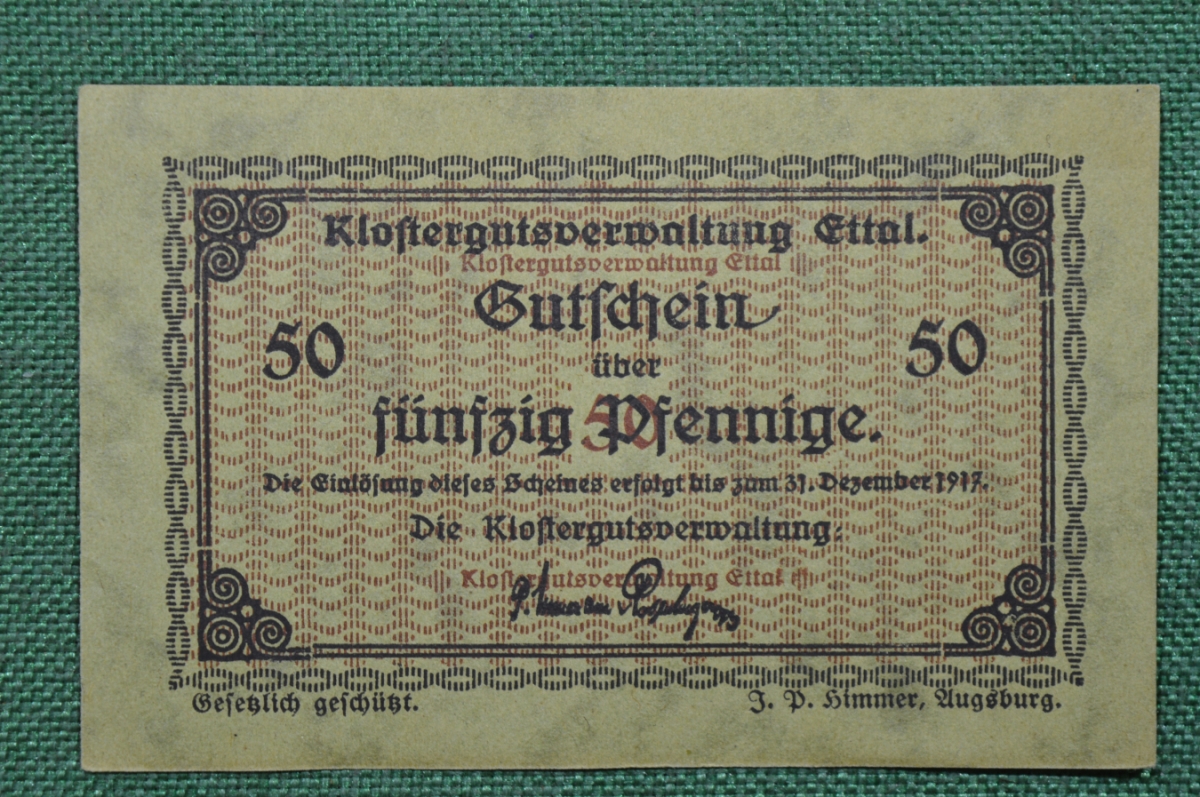 Klostergutsverwaltung Ettal.
Klostergutsverwaltung Ettal
Gutschein
50 über 50
fünfzig Pfennige.
50
Die Einlösung dieses Scheines erfolgt bis zum 31. Dezember 1917.
Die Klostergutsverwaltung:
Klostergutsverwaltung Ettal
Gesetzlich geschützt. J. P. Himmer, Augsburg.